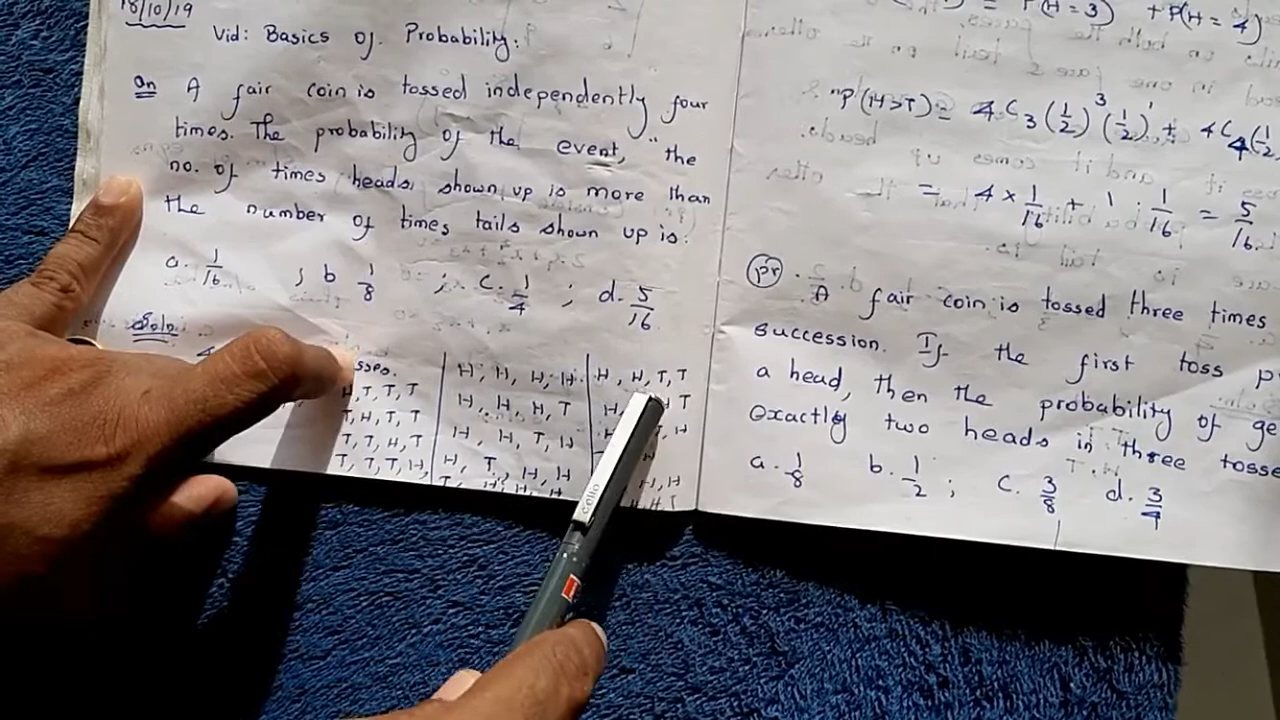 18/10/19
Vid: Basics of Probability:
Qn A fair coin is tossed independently four
times. The probability of the event, "the
no. of times heads shown up is more than
the number of times tails shown up is:
a. 1/16 ; b 1/8 ; c. 1/4 ; d. 5/16
Soln
H, H, H, H. H, H, T, T
H, T, T, T H, H, H, T
T, H, T, T H, H, T, H
T, T, H, T H, T, H, H
T, T, T, H, T, H, H, H
P(H = 3) + P(H = 4)
"P(H>T) = 4C3 (1/2)^3 (1/2)^1 + 4C4
= 4 x 1/16 + 1 . 1/16 = 5/16
Pr. A fair coin is tossed three times
succession. If the first toss
a head, then the probability of
exactly two heads in three
a. 1/8 b. 1/2 ; c. 3/8 d. 3/4
cello